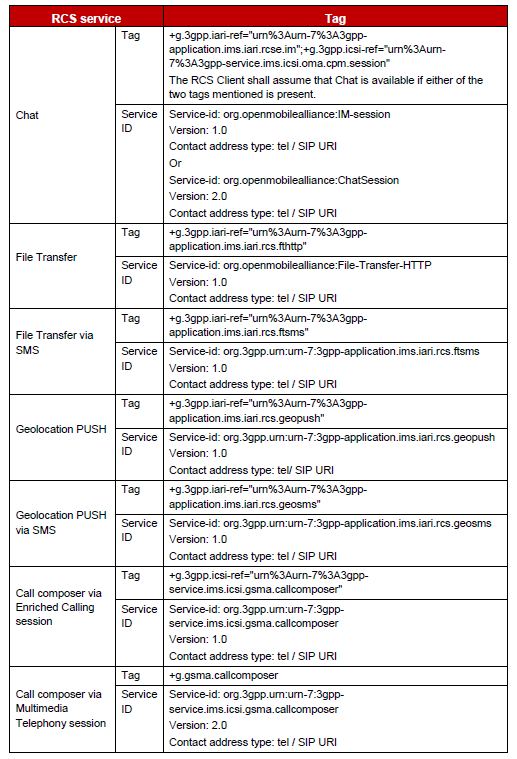 RCS service Tag
Chat
Tag
+g.3gpp.iari-ref="urn%3Aurn-7%3A3gpp-
application.ims.iari.rcse.im";+g.3gpp.icsi-ref="urn%3Aurn-
7%3A3gpp-service.ims.icsi.oma.cpm.session"
The RCS Client shall assume that Chat is available if either of the
two tags mentioned is present.
Service
ID
Service-id: org.openmobilealliance:IM-session
Version: 1.0
Contact address type: tel / SIP URI
Or
Service-id: org.openmobilealliance:ChatSession
Version: 2.0
Contact address type: tel / SIP URI
File Transfer
Tag
+g.3gpp.iari-ref="urn%3Aurn-7%3A3gpp-
application.ims.iari.rcs.fthttp"
Service
ID
Service-id: org.openmobilealliance:File-Transfer-HTTP
Version: 1.0
Contact address type: tel / SIP URI
File Transfer via
SMS
Tag
+g.3gpp.iari-ref="urn%3Aurn-7%3A3gpp-
application.ims.iari.rcs.ftsms"
Service
ID
Service-id: org.3gpp.urn:urn-7:3gpp-application.ims.iari.rcs.ftsms
Version: 1.0
Contact address type: tel / SIP URI
Geolocation PUSH
Tag
+g.3gpp.iari-ref="urn%3Aurn-7%3A3gpp-
application.ims.iari.rcs.geopush"
Service
ID
Service-id: org.3gpp.urn:urn-7:3gpp-application.ims.iari.rcs.geopush
Version: 1.0
Contact address type: tel/ SIP URI
Geolocation PUSH
via SMS
Tag
+g.3gpp.iari-ref="urn%3Aurn-7%3A3gpp-
application.ims.iari.rcs.geosms"
Service
ID
Service-id: org.3gpp.urn:urn-7:3gpp-application.ims.iari.rcs.geosms
Version: 1.0
Contact address type: tel / SIP URI
Call composer via
Enriched Calling
session
Tag
+g.3gpp.icsi-ref="urn%3Aurn-7%3A3gpp-
service.ims.icsi.gsma.callcomposer"
Service
ID
Service-id: org.3gpp.urn:urn-7:3gpp-
service.ims.icsi.gsma.callcomposer
Version: 1.0
Contact address type: tel / SIP URI
Call composer via
Multimedia
Telephony session
Tag
+g.gsma.callcomposer
Service
ID
Service-id: org.3gpp.urn:urn-7:3gpp-
service.ims.icsi.gsma.callcomposer
Version: 2.0
Contact address type: tel / SIP URI